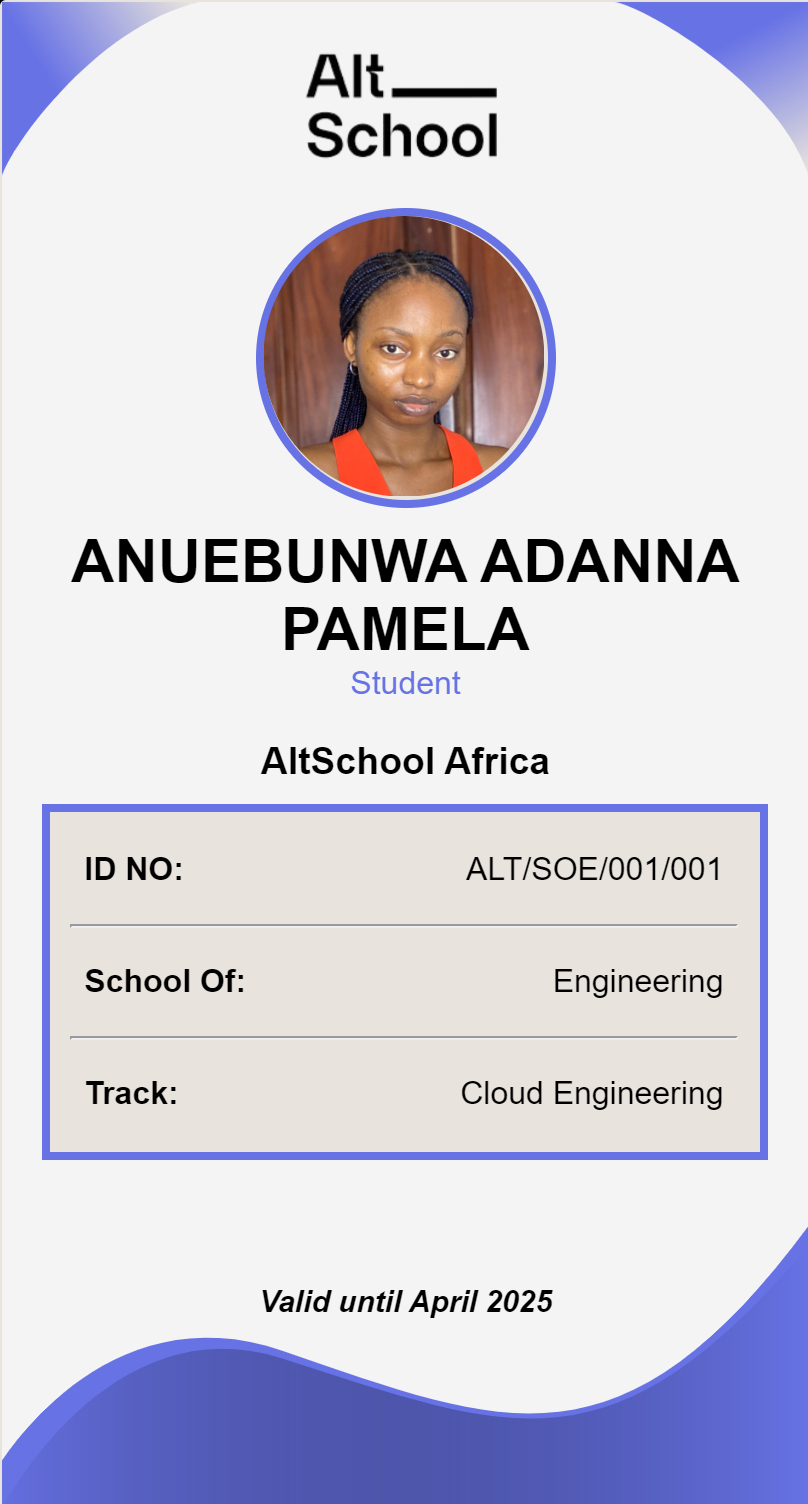 Alt
School
ANUEBUNWA ADANNA
PAMELA
Student
AltSchool Africa
ID NO: ALT/SOE/001/001
School Of: Engineering
Track: Cloud Engineering
Valid until April 2025